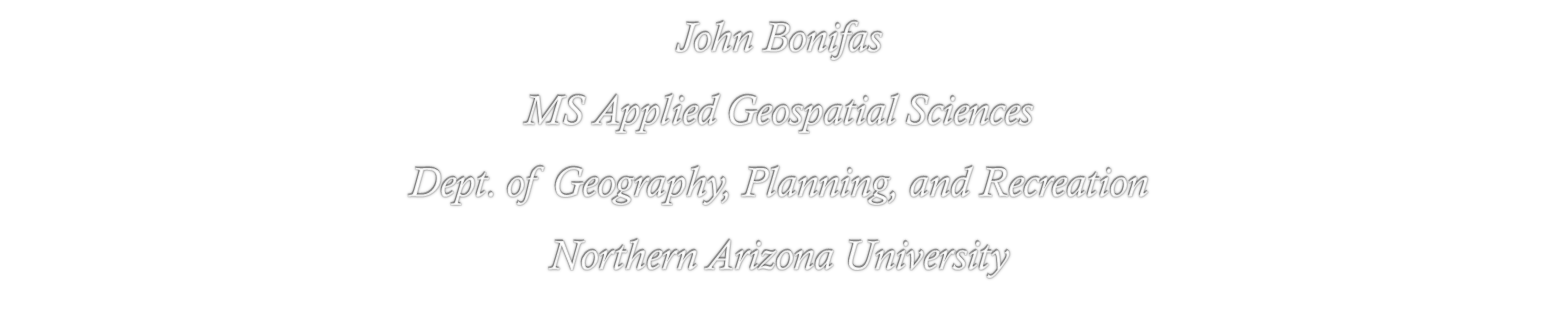 John Bonifas
MS Applied Geospatial Sciences
Dept. of Geography, Planning, and Recreation
Northern Arizona University